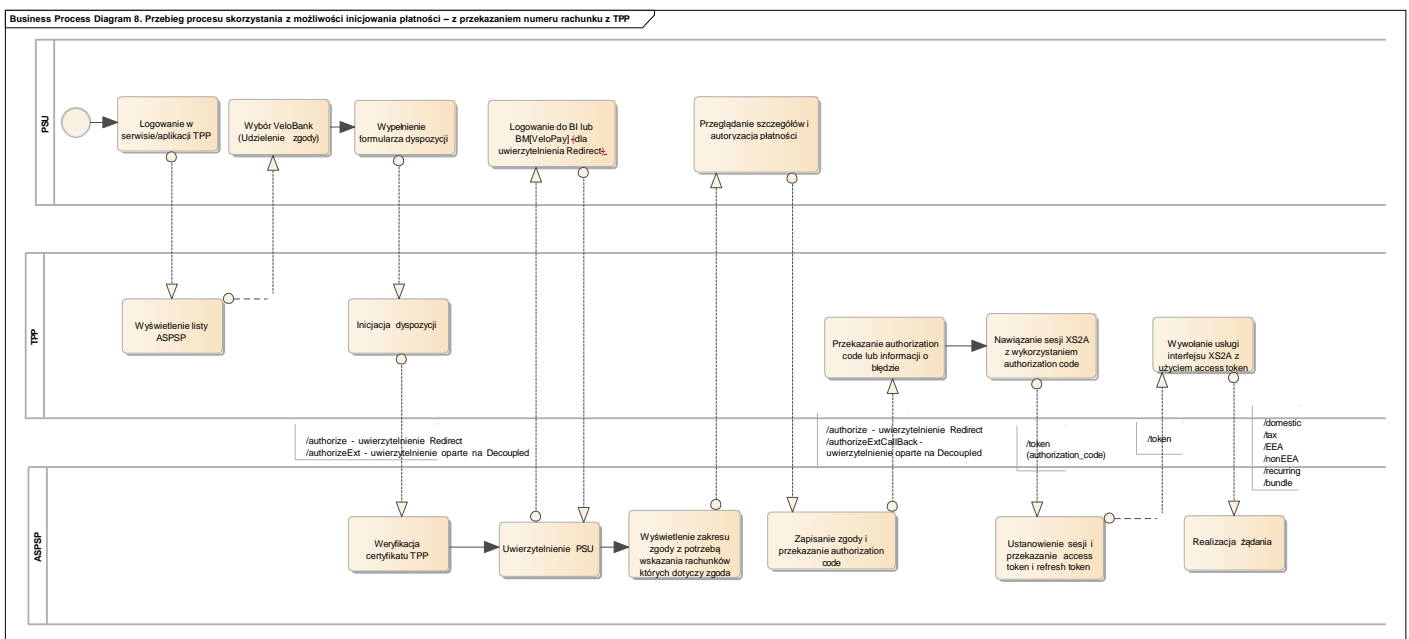 Business Process Diagram 8. Przebieg procesu skorzystania z możliwości inicjowania płatności – z przekazaniem numeru rachunku z TPP
PSU
Logowanie w
serwisie/aplikacji TPP
Wybór VeloBank
(Udzielenie zgody)
Wypełnienie
formularza dyspozycji
Logowanie do BI lub
BM[VeloPay] (dla
uwierzytelnienia Redirect).
Przeglądanie szczegółów i
autoryzacja płatności
TPP
Wyświetlenie listy
ASPSP
Inicjacja dyspozycji
Przekazanie authorization
code lub informacji o
błędzie
Nawiązanie sesji XS2A
z wykorzystaniem
authorization code
Wywołanie usługi
interfejsu XS2A z
użyciem access token
/authorize - uwierzytelnienie Redirect
/authorizeExt - uwierzytelnienie oparte na Decoupled
/authorize - uwierzytelnienie Redirect
/authorizeExtCallBack -
uwierzytelnienie oparte na Decoupled
/token
(authorization_code)
/token
/domestic
/tax
/EEA
/nonEEA
/recurring
/bundle
ASPSP
Weryfikacja
certyfikatu TPP
Uwierzytelnienie PSU
Wyświetlenie zakresu
zgody z potrzebą
wskazania rachunków
których dotyczy zgoda
Zapisanie zgody i
przekazanie authorization
code
Ustanowienie sesji i
przekazanie access
token i refresh token
Realizacja żądania